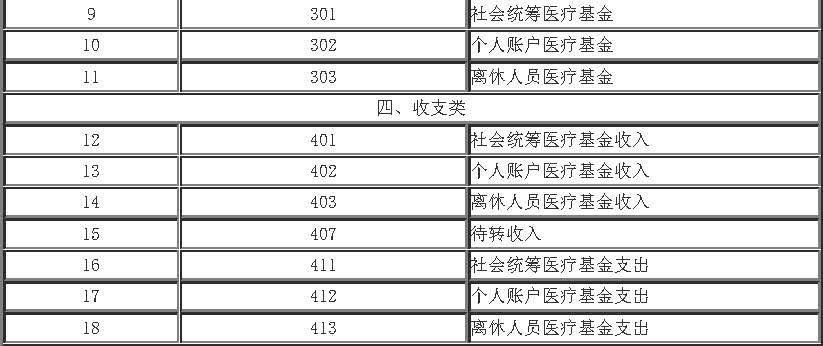 9 301 社会统筹医疗基金
10 302 个人账户医疗基金
11 303 离休人员医疗基金
四、收支类
12 401 社会统筹医疗基金收入
13 402 个人账户医疗基金收入
14 403 离休人员医疗基金收入
15 407 待转收入
16 411 社会统筹医疗基金支出
17 412 个人账户医疗基金支出
18 413 离休人员医疗基金支出